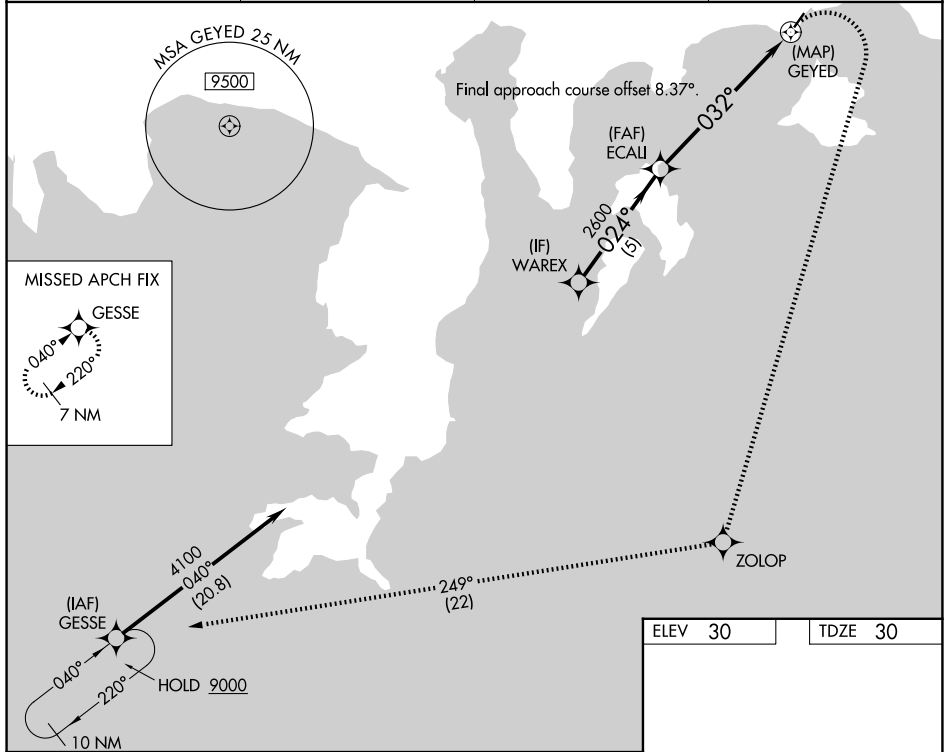 MSA GEYED 25 NM
9500
(MAP)
GEYED
Final approach course offset 8.37°.
032°
(FAF)
ECALI
2600
024°
(5)
(IF)
WAREX
MISSED APCH FIX
GESSE
040°
220°
7 NM
4100
040°
(20.8)
(IAF)
GESSE
ZOLOP
249°
(22)
040°
220°
HOLD 9000
10 NM
ELEV 30
TDZE 30